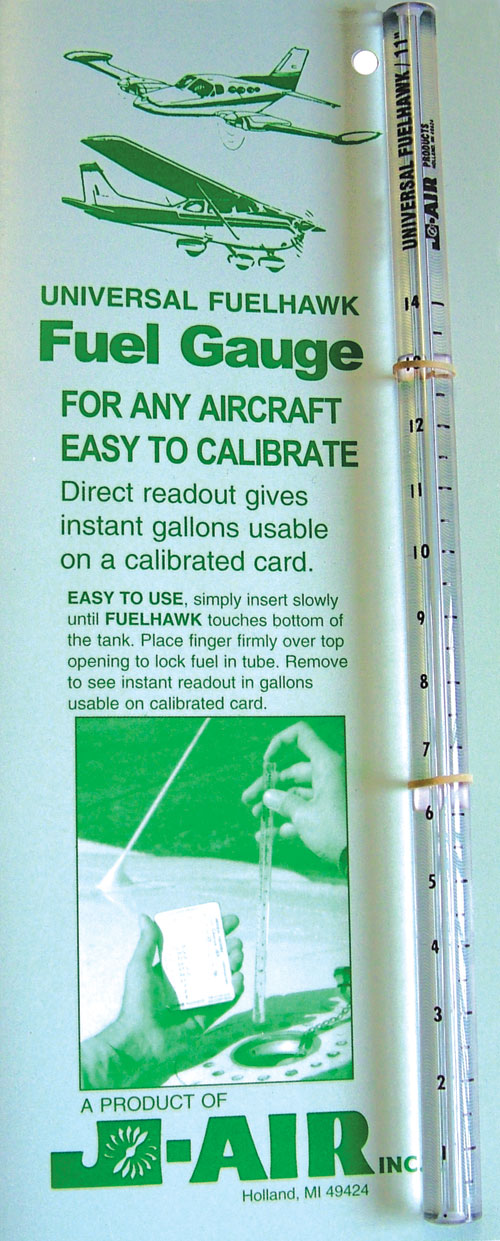 UNIVERSAL FUELHAWK
Fuel Gauge
FOR ANY AIRCRAFT
EASY TO CALIBRATE
Direct readout gives
instant gallons usable
on a calibrated card.
EASY TO USE, simply insert slowly
until FUELHAWK touches bottom of
the tank. Place finger firmly over top
opening to lock fuel in tube. Remove
to see instant readout in gallons
usable on calibrated card.
A PRODUCT OF
JO-AIR INC.
Holland, MI 49424
UNIVERSAL FUELHAWK / 11"
JO-AIR PRODUCTS
14
13
12
11
10
9
8
7
6
5
4
3
2
1